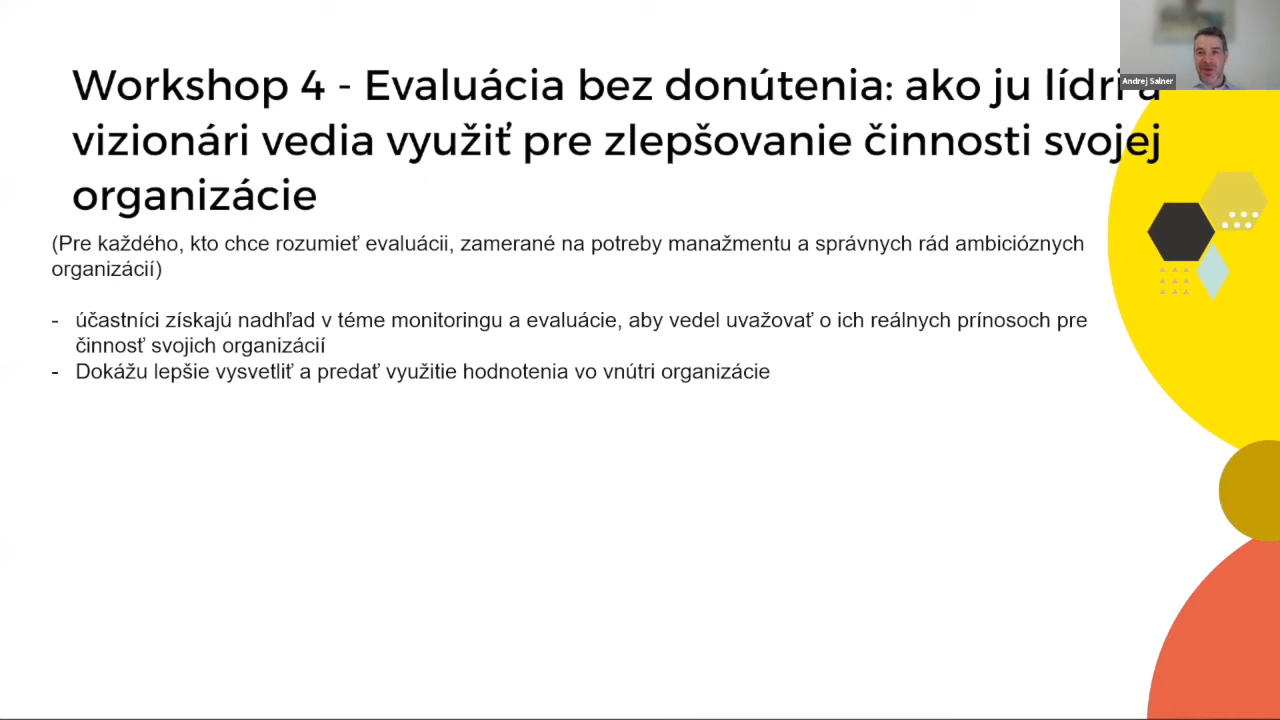 Workshop 4 - Evaluácia bez donútenia: ako ju lídri a
vizionári vedia využiť pre zlepšovanie činnosti svojej
organizácie
(Pre každého, kto chce rozumieť evaluácii, zamerané na potreby manažmentu a správnych rád ambicióznych
organizácií)
- účastníci získajú nadhľad v téme monitoringu a evaluácie, aby vedel uvažovať o ich reálnych prínosoch pre
činnosť svojich organizácií
- Dokážu lepšie vysvetliť a predať využitie hodnotenia vo vnútri organizácie
Andrej Salner